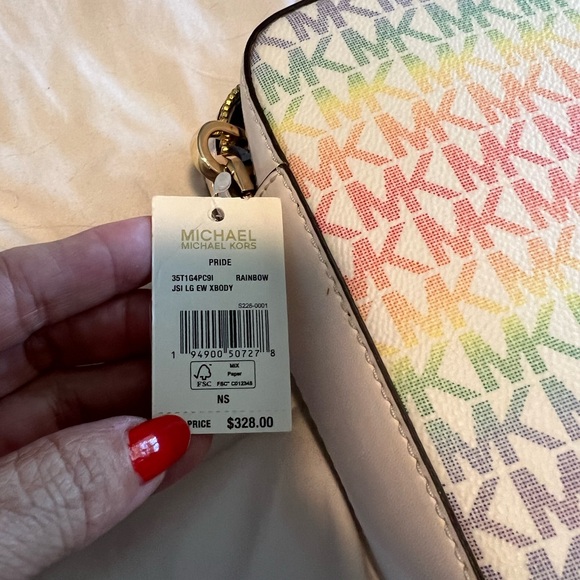 MICHAEL
MICHAEL KORS
PRIDE
35T1G4PC9I RAINBOW
JSI LG EW XBODY
S228-0001
1 94900 50727 8
MIX
Paper
FSC
FSC® C012345
NS
PRICE $328.00